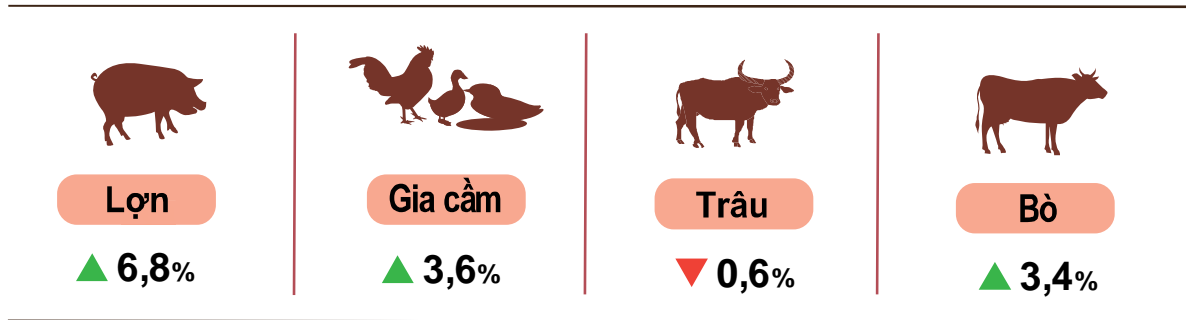 Lợn
▲ 6,8%
Gia cầm
▲ 3,6%
Trâu
▼ 0,6%
Bò
▲ 3,4%